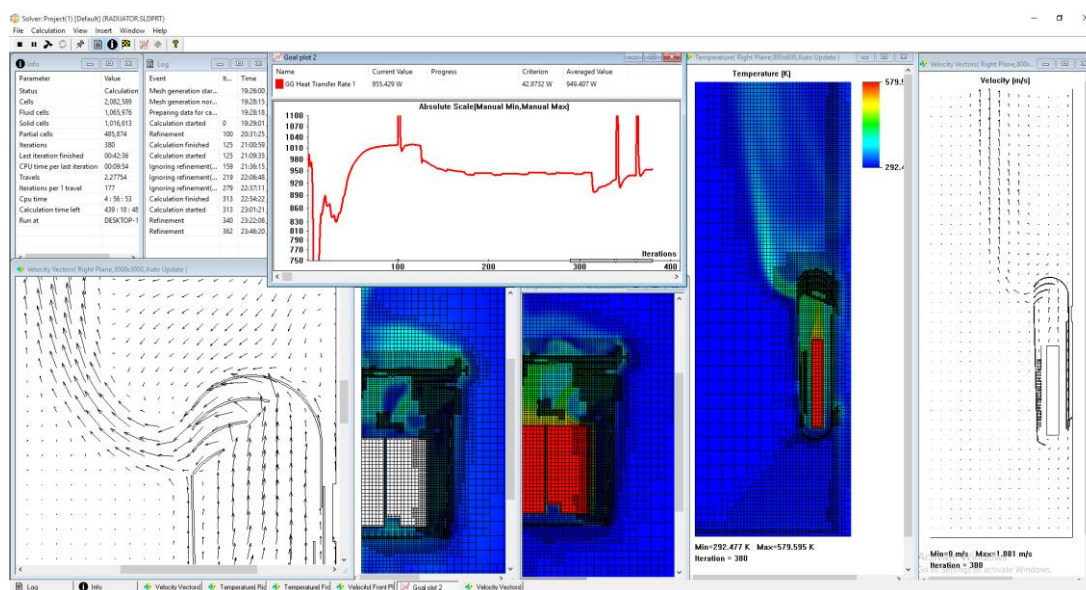 Solver: Project(1) [Default] (RADIJATOR.SLDPRT)
File Calculation View Insert Window Help
Info
Parameter Value
Status Calculation
Cells 2,082,589
Fluid cells 1,065,976
Solid cells 1,016,613
Partial cells 485,874
Iterations 380
Last iteration finished 00:42:36
CPU time per last iteration 00:09:54
Travels 2.27754
Iterations per 1 travel 177
Cpu time 4 : 56 : 53
Calculation time left 439 : 18 : 48
Run at DESKTOP-1
Log
Event It... Time
Mesh generation star... 19:26:00
Mesh generation nor... 19:28:15
Preparing data for ca... 19:28:18
Calculation started 0 19:29:01
Refinement 100 20:31:25
Calculation finished 125 21:00:59
Calculation started 125 21:09:35
Ignoring refinement(... 159 21:36:15
Ignoring refinement(... 219 22:06:48
Ignoring refinement(... 279 22:37:11
Calculation finished 313 22:54:22
Calculation started 313 23:01:21
Refinement 340 23:22:08
Refinement 362 23:46:20
Goal plot 2
Name Current Value Progress Criterion Averaged Value
GG Heat Transfer Rate 1 955.429 W 42.9732 W 949.407 W
Absolute Scale(Manual Min,Manual Max)
1100
1070
1040
1010
980
950
920
890
860
830
810
790
770
750
Iterations
100 200 300 400
Temperature( Right Plane,800x600,Auto Update )
Temperature [K]
579.5
292.4
Min=292.477 K Max=579.595 K
Iteration = 380
Velocity Vectors( Right Plane,800x...
Velocity [m/s]
Min=0 m/s Max=1.801 m/s
Iteration = 380
Velocity Vectors( Right Plane,3000x3000,Auto Update )
Log
Info
Velocity Vectors(
Temperature( Ri
Temperature( Fr
Velocity( Front Pl
Goal plot 2
Velocity Vectors(